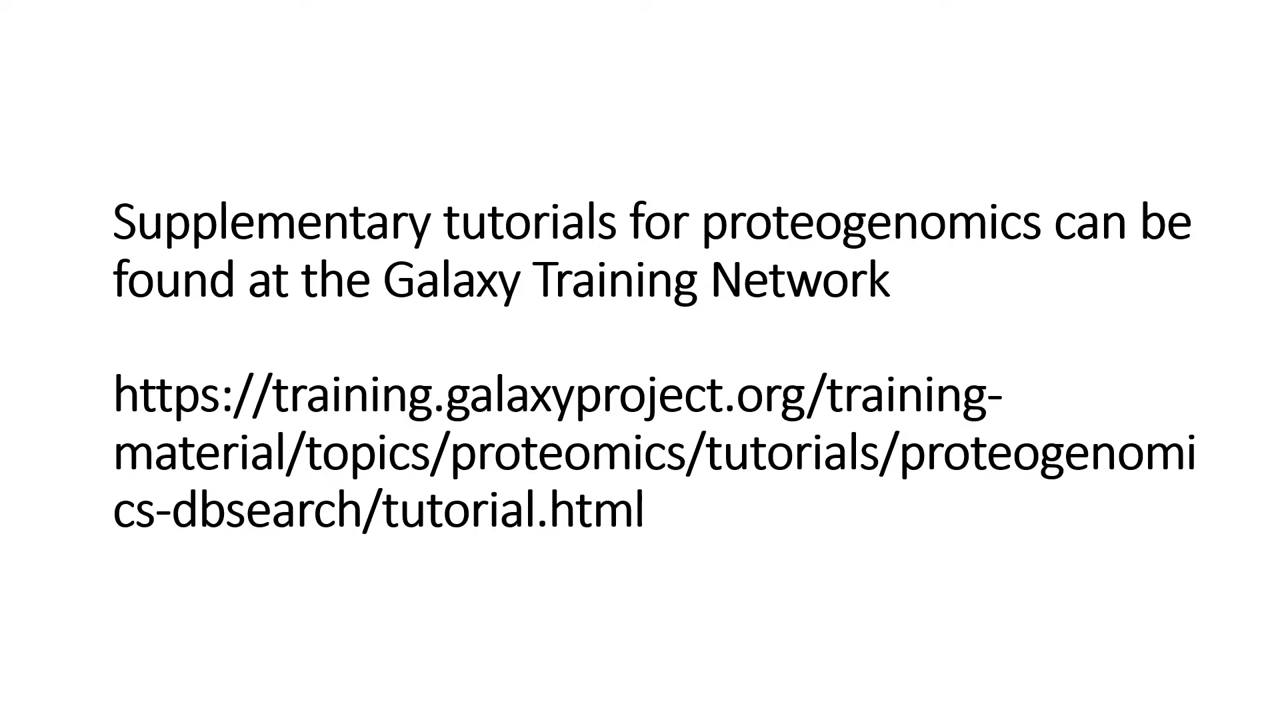 Supplementary tutorials for proteogenomics can be
found at the Galaxy Training Network
https://training.galaxyproject.org/training-
material/topics/proteomics/tutorials/proteogenomi
cs-dbsearch/tutorial.html